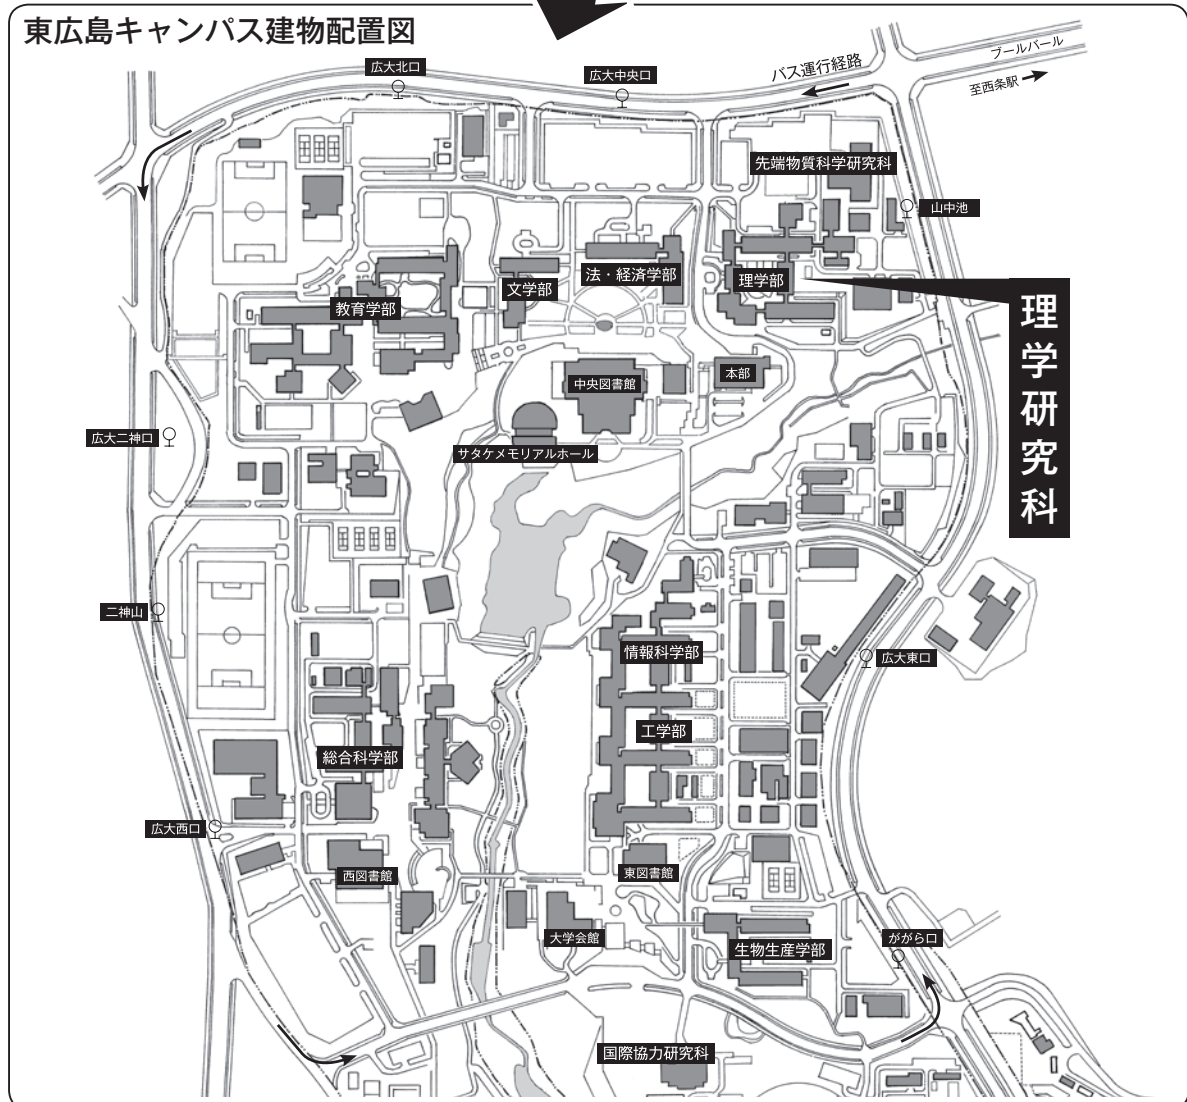 東広島キャンパス建物配置図
広大北口
広大中央口
バス運行経路
ブールバール
至西条駅
先端物質科学研究科
山中池
法・経済学部
理学部
文学部
教育学部
理学研究科
本部
中央図書館
広大二神口
サタケメモリアルホール
二神山
情報科学部
広大東口
工学部
総合科学部
広大西口
西図書館
東図書館
大学会館
生物生産学部
ががら口
国際協力研究科